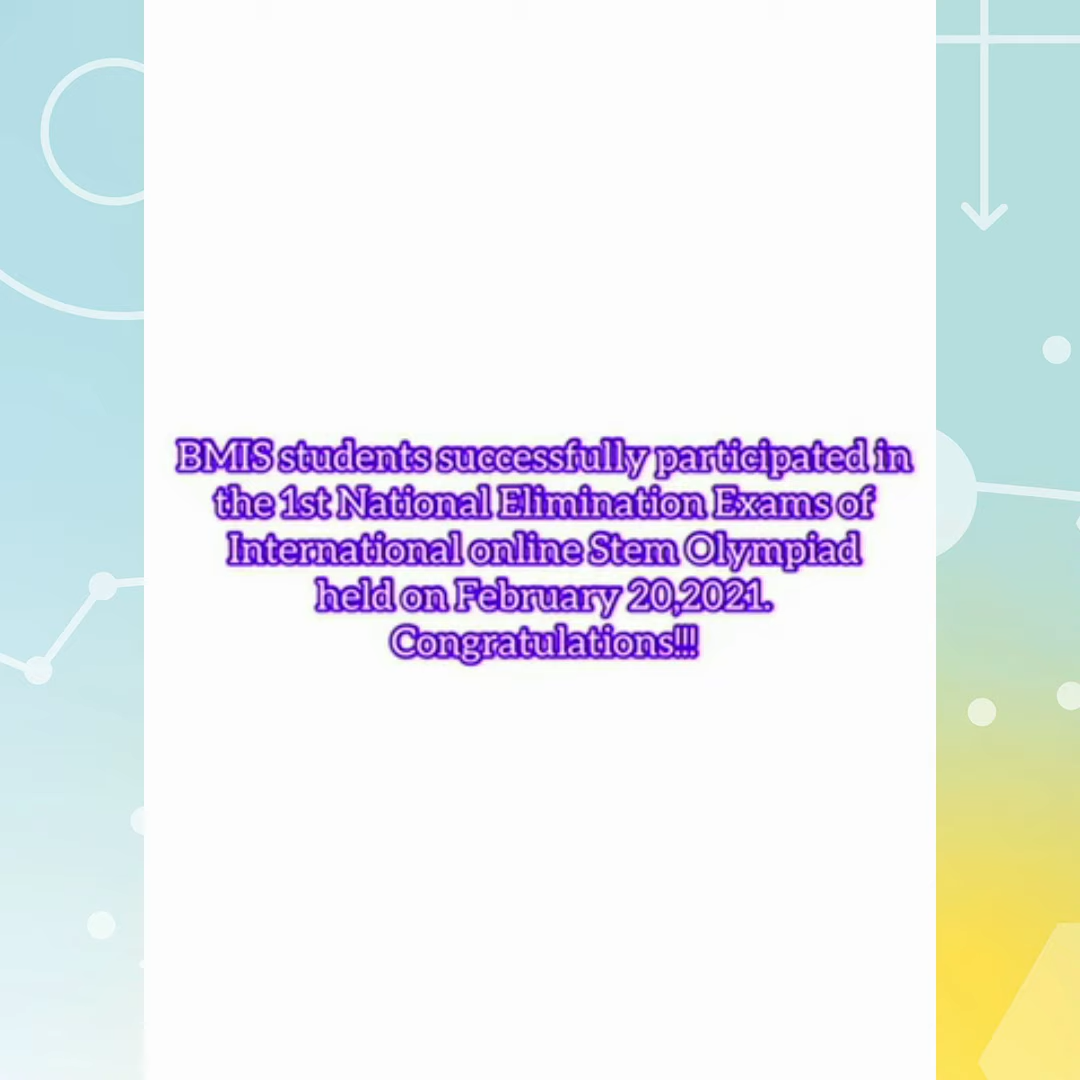 BMIS students successfully participated in
the 1st National Elimination Exams of
International online Stem Olympiad
held on February 20,2021.
Congratulations!!!